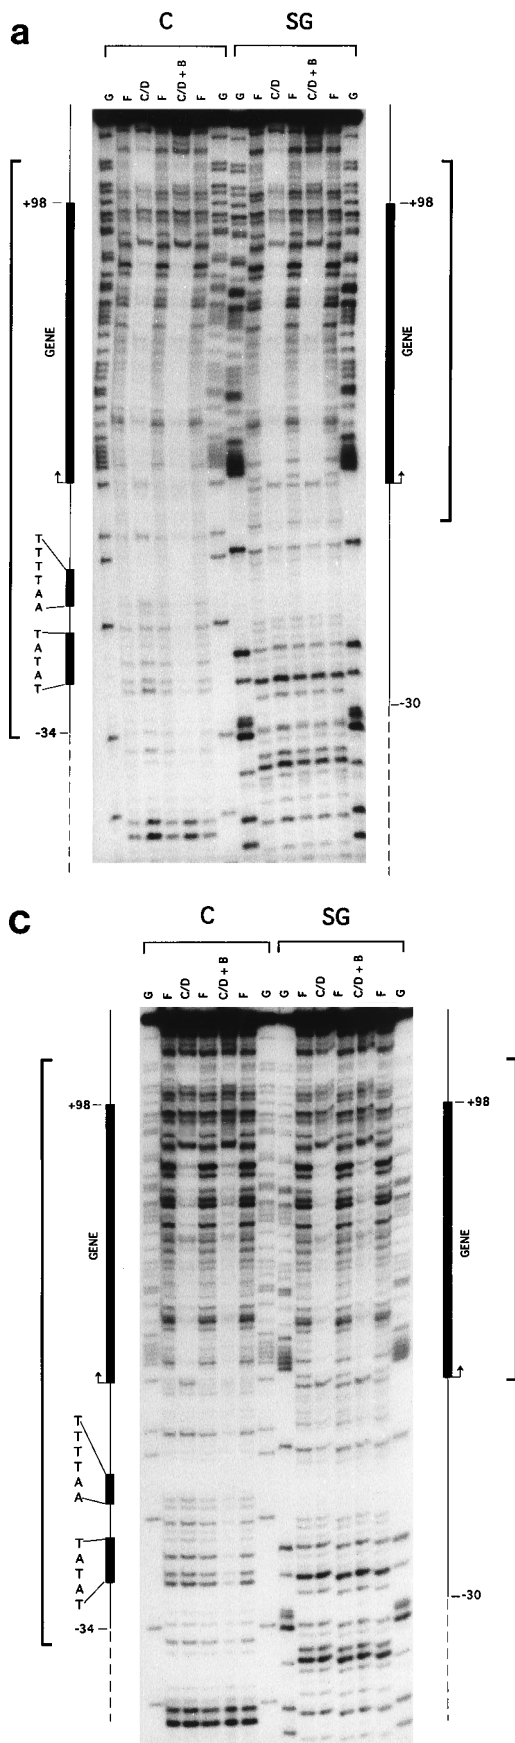 a
C SG
G F C/D F C/D + B F G G F C/D F C/D + B F G
+98 +98
GENE GENE
T
T
T
T
A
A
T
A
T
A
T
-30
-34
c
C SG
G F C/D F C/D + B F G G F C/D F C/D + B F G
+98 +98
GENE GENE
T
T
T
T
A
A
T
A
T
A
T
-30
-34